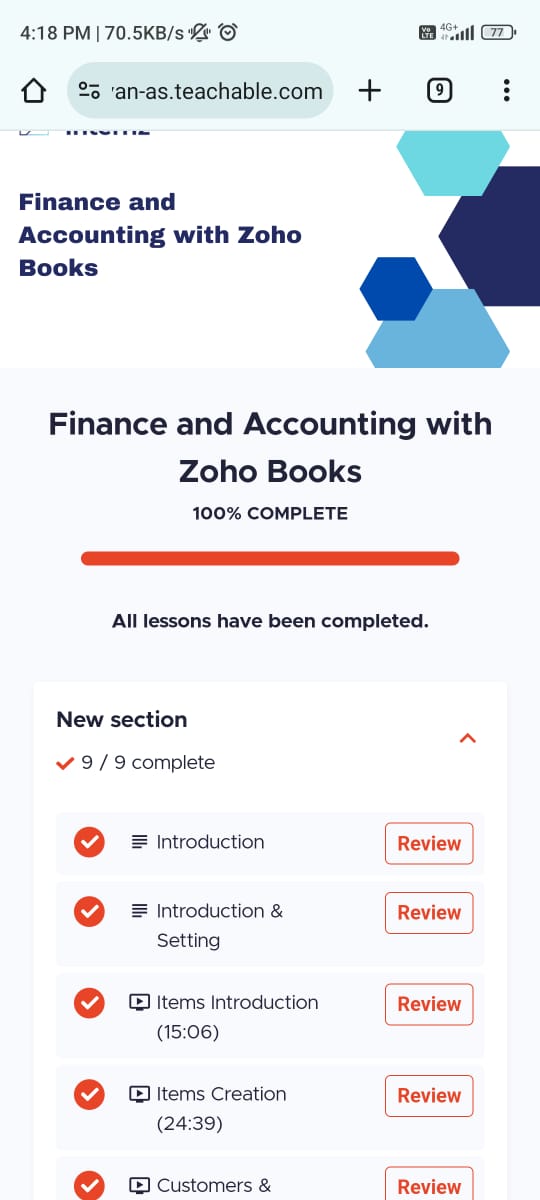 4:18 PM | 70.5KB/s
Vo LTE 4G+ 77
an-as.teachable.com
9
Finance and
Accounting with Zoho
Books
Finance and Accounting with
Zoho Books
100% COMPLETE
All lessons have been completed.
New section
9 / 9 complete
Introduction Review
Introduction & Review
Setting
Items Introduction Review
(15:06)
Items Creation Review
(24:39)
Customers & Review